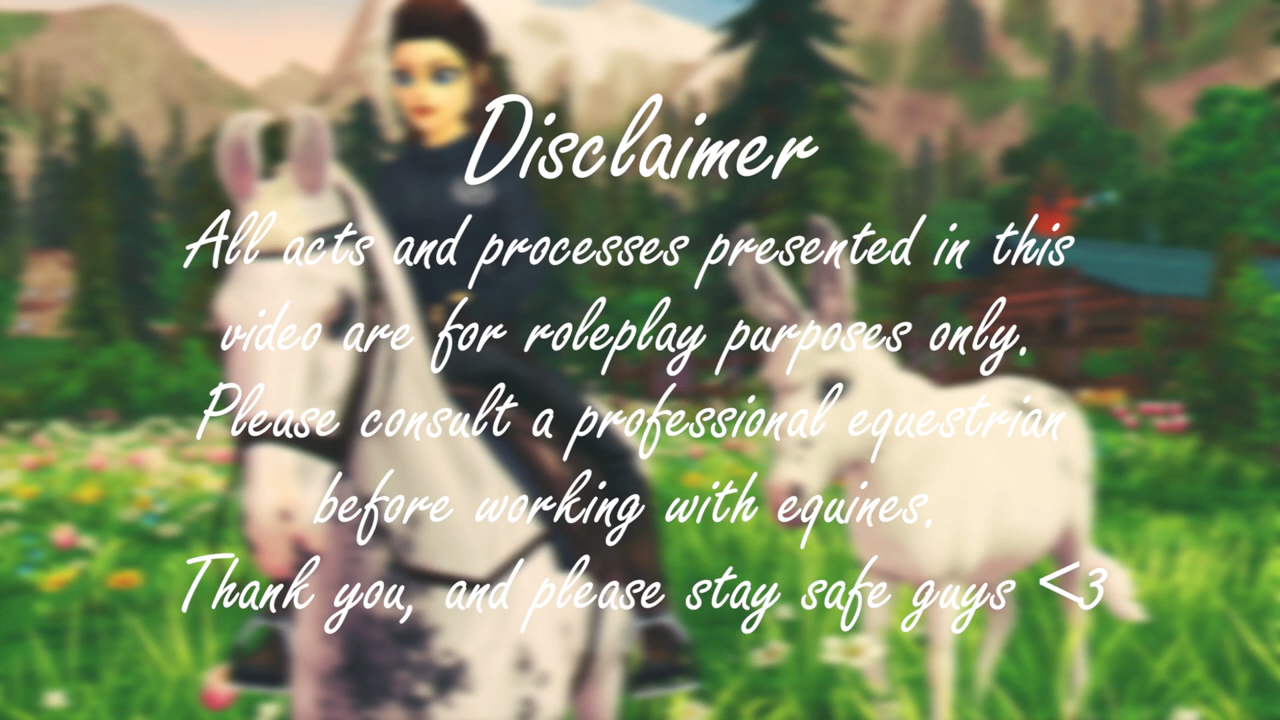 Disclaimer
All acts and processes presented in this
video are for roleplay purposes only.
Please consult a professional equestrian
before working with equines.
Thank you, and please stay safe guys <3